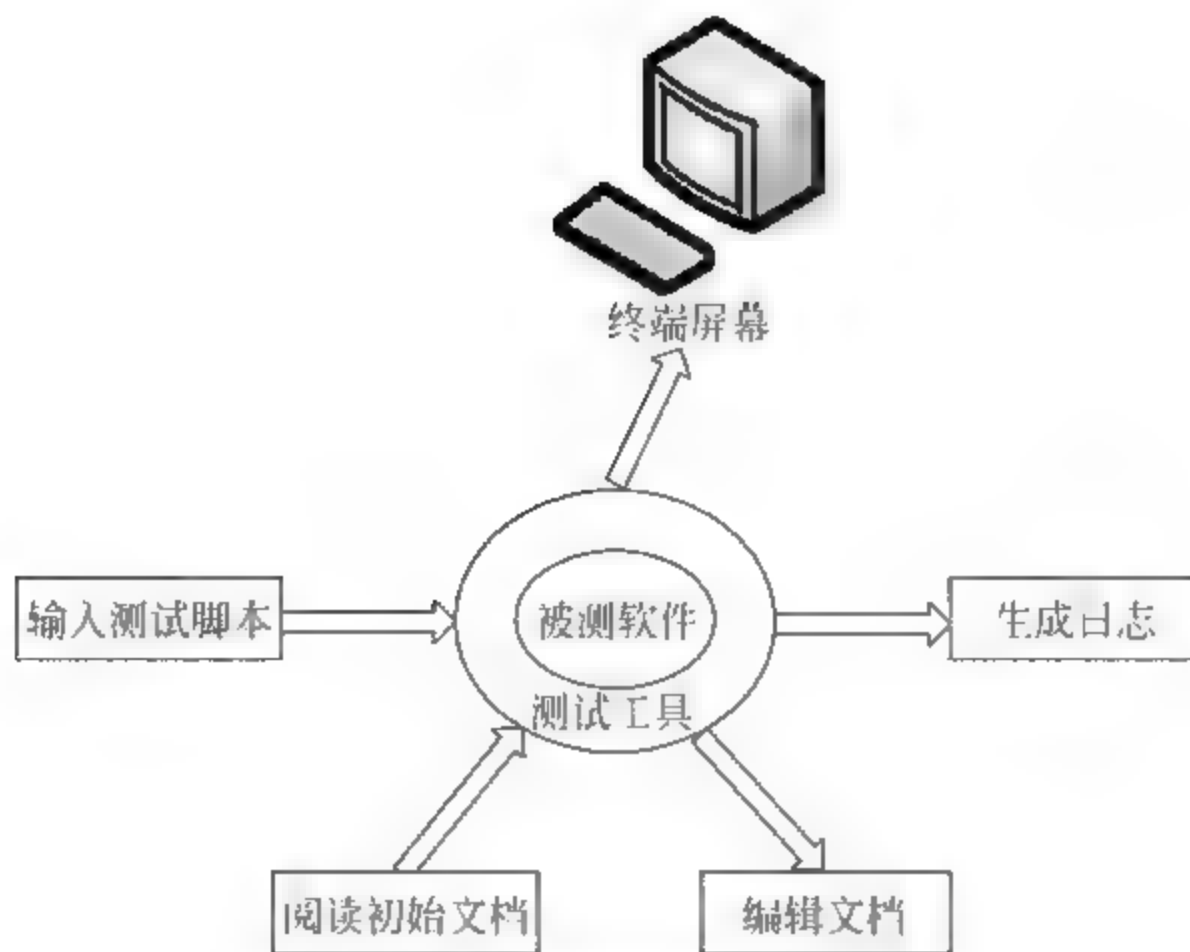 终端屏幕
输入测试脚本
被测软件
生成日志
测试工具
阅读初始文档
编辑文档